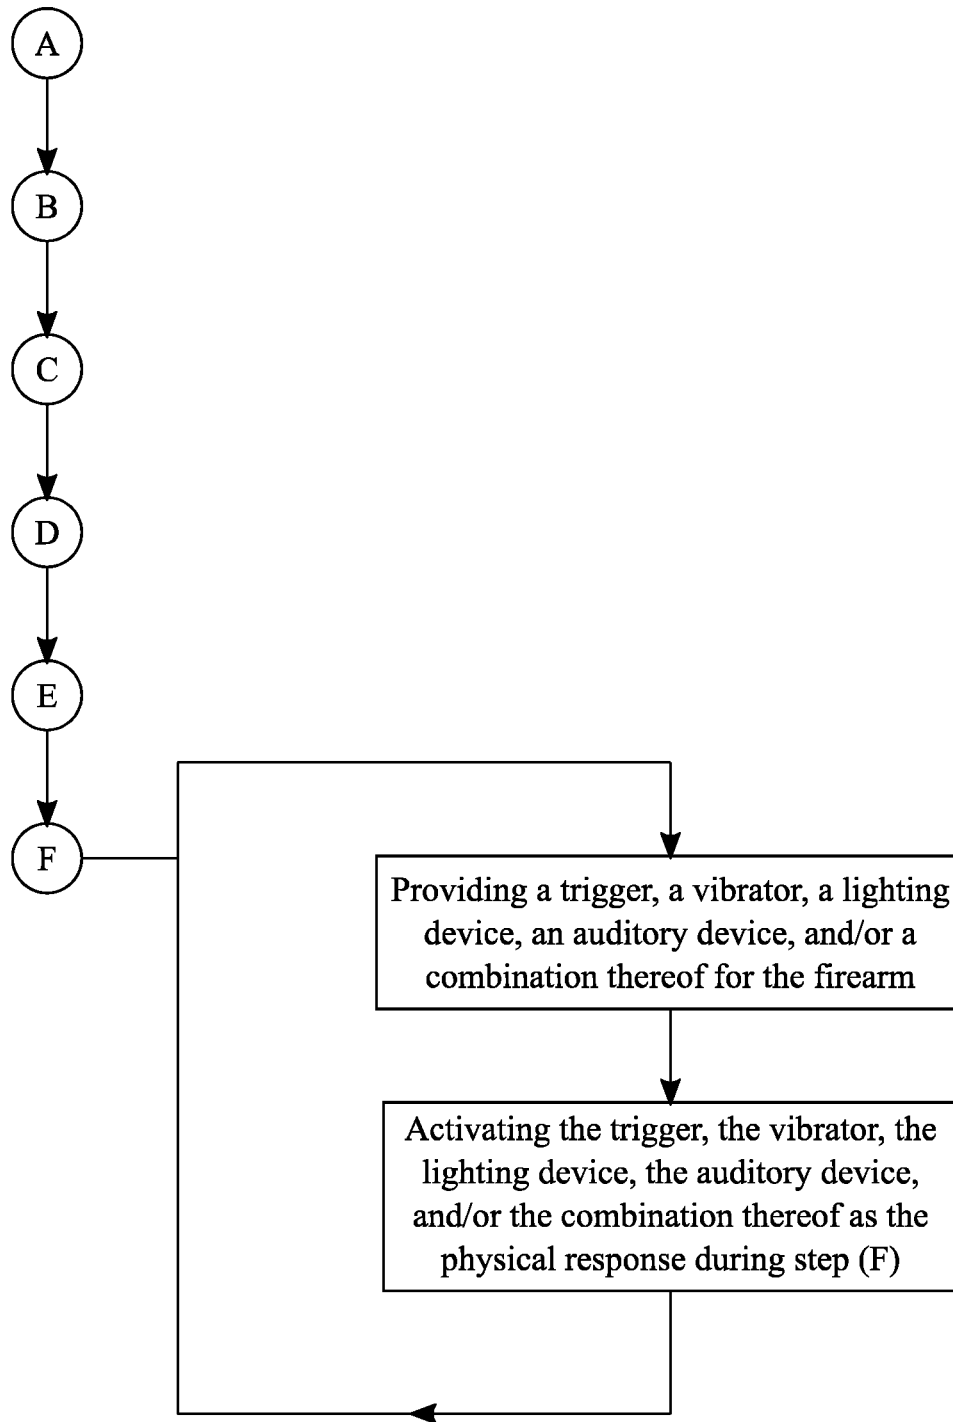 A
B
C
D
E
F
Providing a trigger, a vibrator, a lighting
device, an auditory device, and/or a
combination thereof for the firearm
Activating the trigger, the vibrator, the
lighting device, the auditory device,
and/or the combination thereof as the
physical response during step (F)